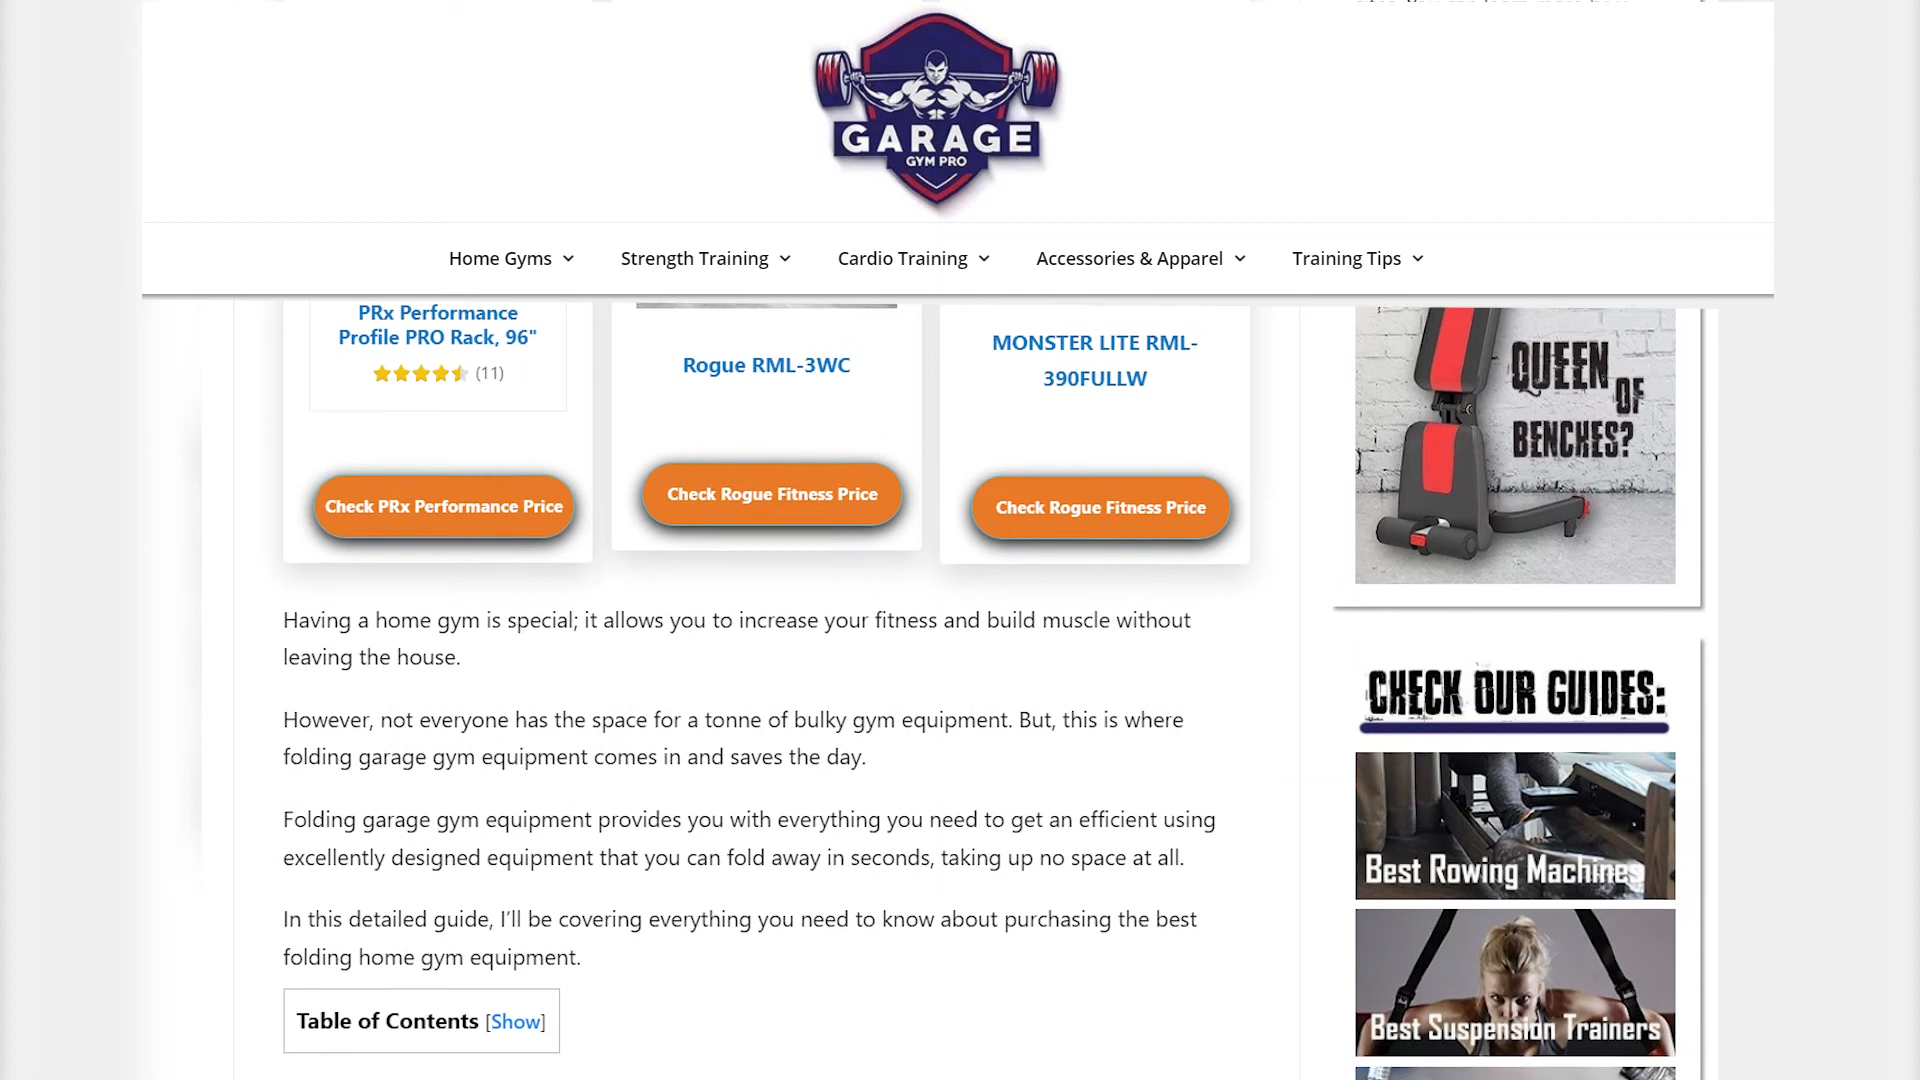 GARAGE
GYM PRO
Home Gyms
Strength Training
Cardio Training
Accessories & Apparel
Training Tips
PRx Performance
Profile PRO Rack, 96"
(11)
Check PRx Performance Price
Rogue RML-3WC
Check Rogue Fitness Price
MONSTER LITE RML-
390FULLW
Check Rogue Fitness Price
Having a home gym is special; it allows you to increase your fitness and build muscle without
leaving the house.
However, not everyone has the space for a tonne of bulky gym equipment. But, this is where
folding garage gym equipment comes in and saves the day.
Folding garage gym equipment provides you with everything you need to get an efficient using
excellently designed equipment that you can fold away in seconds, taking up no space at all.
In this detailed guide, I’ll be covering everything you need to know about purchasing the best
folding home gym equipment.
Table of Contents [Show]
QUEEN
OF
BENCHES?
CHECK OUR GUIDES:
Best Rowing Machines
Best Suspension Trainers